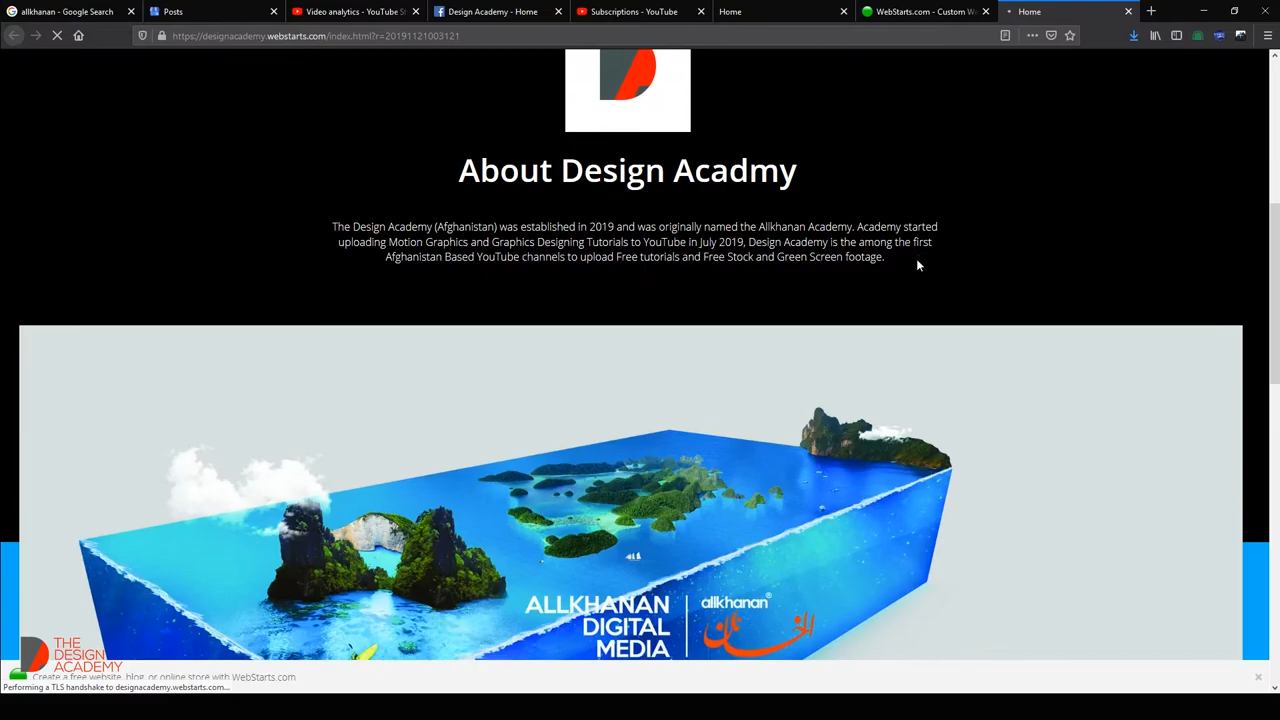 allkhanan - Google Search
Posts
Video analytics - YouTube St
Design Academy - Home
Subscriptions - YouTube
Home
WebStarts.com - Custom We
Home
https://designacademy.webstarts.com/index.html?r=20191121003121
About Design Acadmy
The Design Academy (Afghanistan) was established in 2019 and was originally named the Allkhanan Academy. Academy started
uploading Motion Graphics and Graphics Designing Tutorials to YouTube in July 2019, Design Academy is the among the first
Afghanistan Based YouTube channels to upload Free tutorials and Free Stock and Green Screen footage.
ALLKHANAN
DIGITAL
MEDIA
allkhanan®
الخانان
THE
DESIGN
ACADEMY
Create a free website, blog, or online store with WebStarts.com
Performing a TLS handshake to designacademy.webstarts.com...